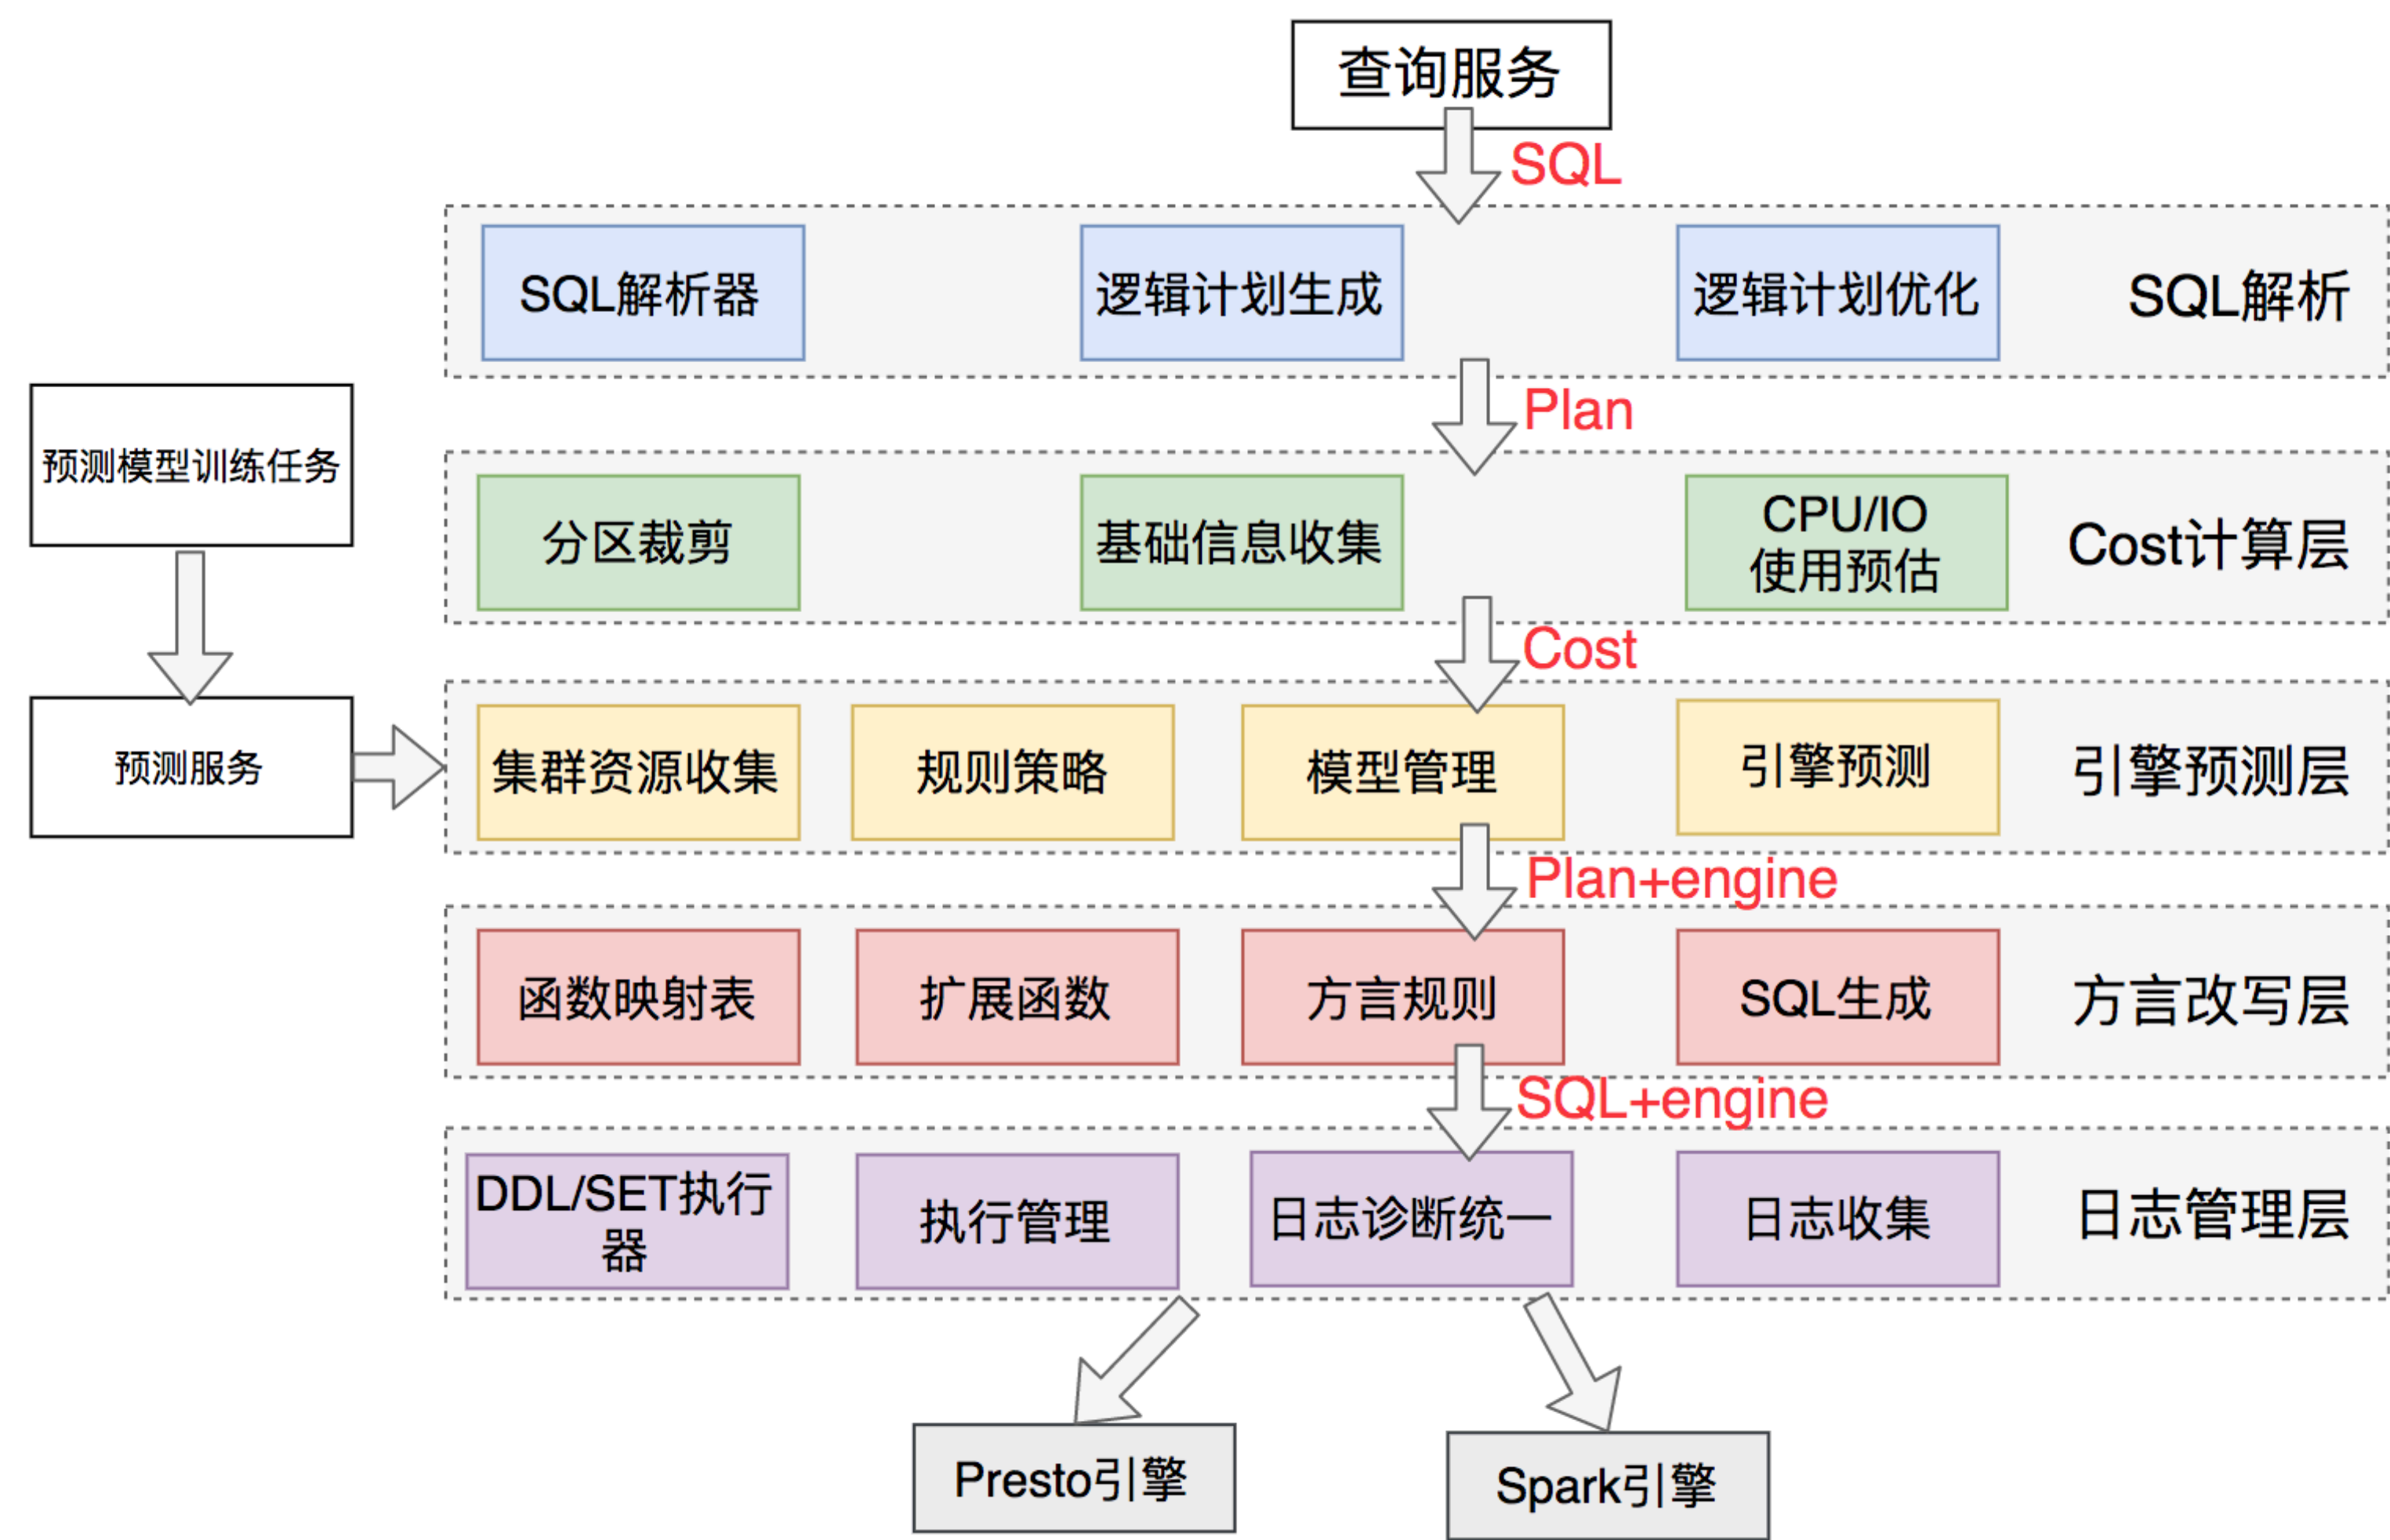 查询服务
SQL
SQL解析器
逻辑计划生成
逻辑计划优化
SQL解析
Plan
预测模型训练任务
分区裁剪
基础信息收集
CPU/IO
使用预估
Cost计算层
Cost
预测服务
集群资源收集
规则策略
模型管理
引擎预测
引擎预测层
Plan+engine
函数映射表
扩展函数
方言规则
SQL生成
方言改写层
SQL+engine
DDL/SET执行
器
执行管理
日志诊断统一
日志收集
日志管理层
Presto引擎
Spark引擎